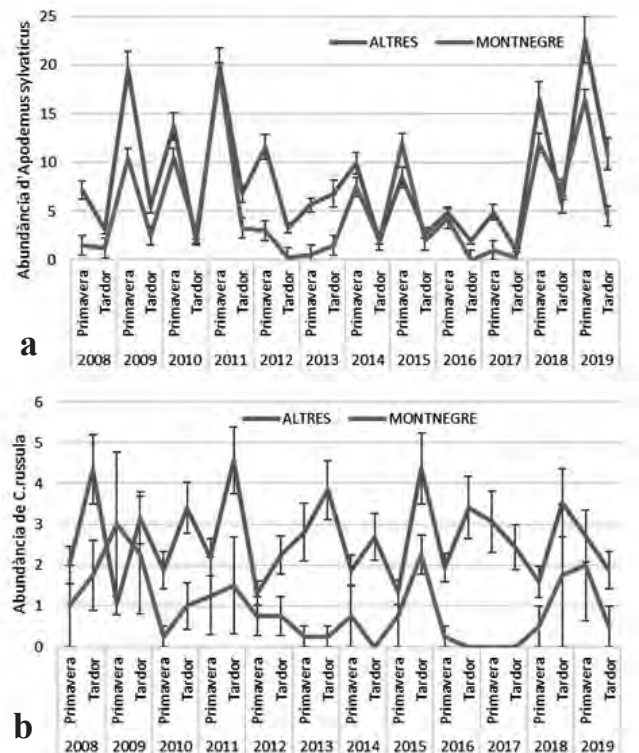 a
Abundància d'Apodemus sylvaticus
25
20
15
10
5
0
ALTRES
MONTNEGRE
Primavera Tardor Primavera Tardor Primavera Tardor Primavera Tardor Primavera Tardor Primavera Tardor Primavera Tardor Primavera Tardor Primavera Tardor Primavera Tardor Primavera Tardor Primavera Tardor
2008 2009 2010 2011 2012 2013 2014 2015 2016 2017 2018 2019
b
Abundància de C.russula
6
5
4
3
2
1
0
ALTRES
MONTNEGRE
Primavera Tardor Primavera Tardor Primavera Tardor Primavera Tardor Primavera Tardor Primavera Tardor Primavera Tardor Primavera Tardor Primavera Tardor Primavera Tardor Primavera Tardor Primavera Tardor
2008 2009 2010 2011 2012 2013 2014 2015 2016 2017 2018 2019